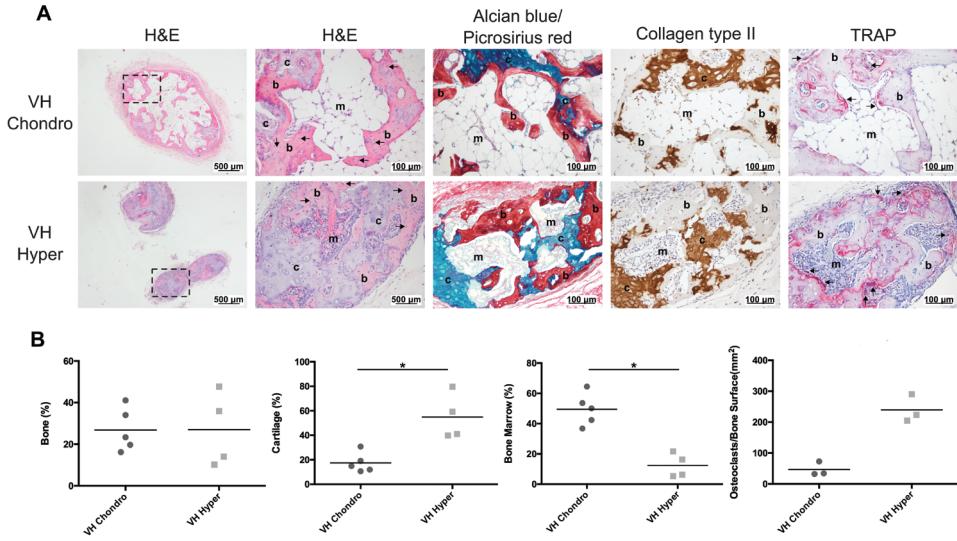 A
H&E
H&E
Alcian blue/
Picrosirius red
Collagen type II
TRAP
VH
Chondro
c
b
c
m
b
b
500 µm
100 µm
c
b
b
c
b
m
100 µm
c
b
m
b
100 µm
b
b
m
100 µm
VH
Hyper
500 µm
b
c
m
c
b
500 µm
b
m
c
m
b
c
100 µm
b
c
m
b
c
100 µm
b
m
b
100 µm
B
Bone (%)
60
40
20
0
VH Chondro
VH Hyper
Cartilage (%)
100
80
60
40
20
0
*
VH Chondro
VH Hyper
Bone Marrow (%)
100
80
60
40
20
0
*
VH Chondro
VH Hyper
Osteoclasts/Bone Surface(mm²)
400
300
200
100
0
VH Chondro
VH Hyper